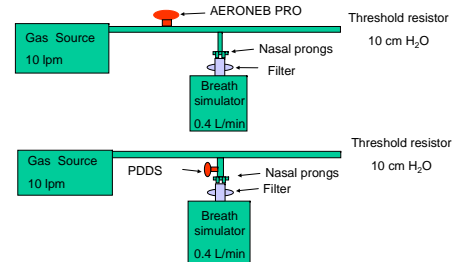 AERONEB PRO
Threshold resistor
10 cm H₂O
Gas Source
10 lpm
Nasal prongs
Filter
Breath
simulator
0.4 L/min
Threshold resistor
10 cm H₂O
Gas Source
10 lpm
PDDS
Nasal prongs
Filter
Breath
simulator
0.4 L/min